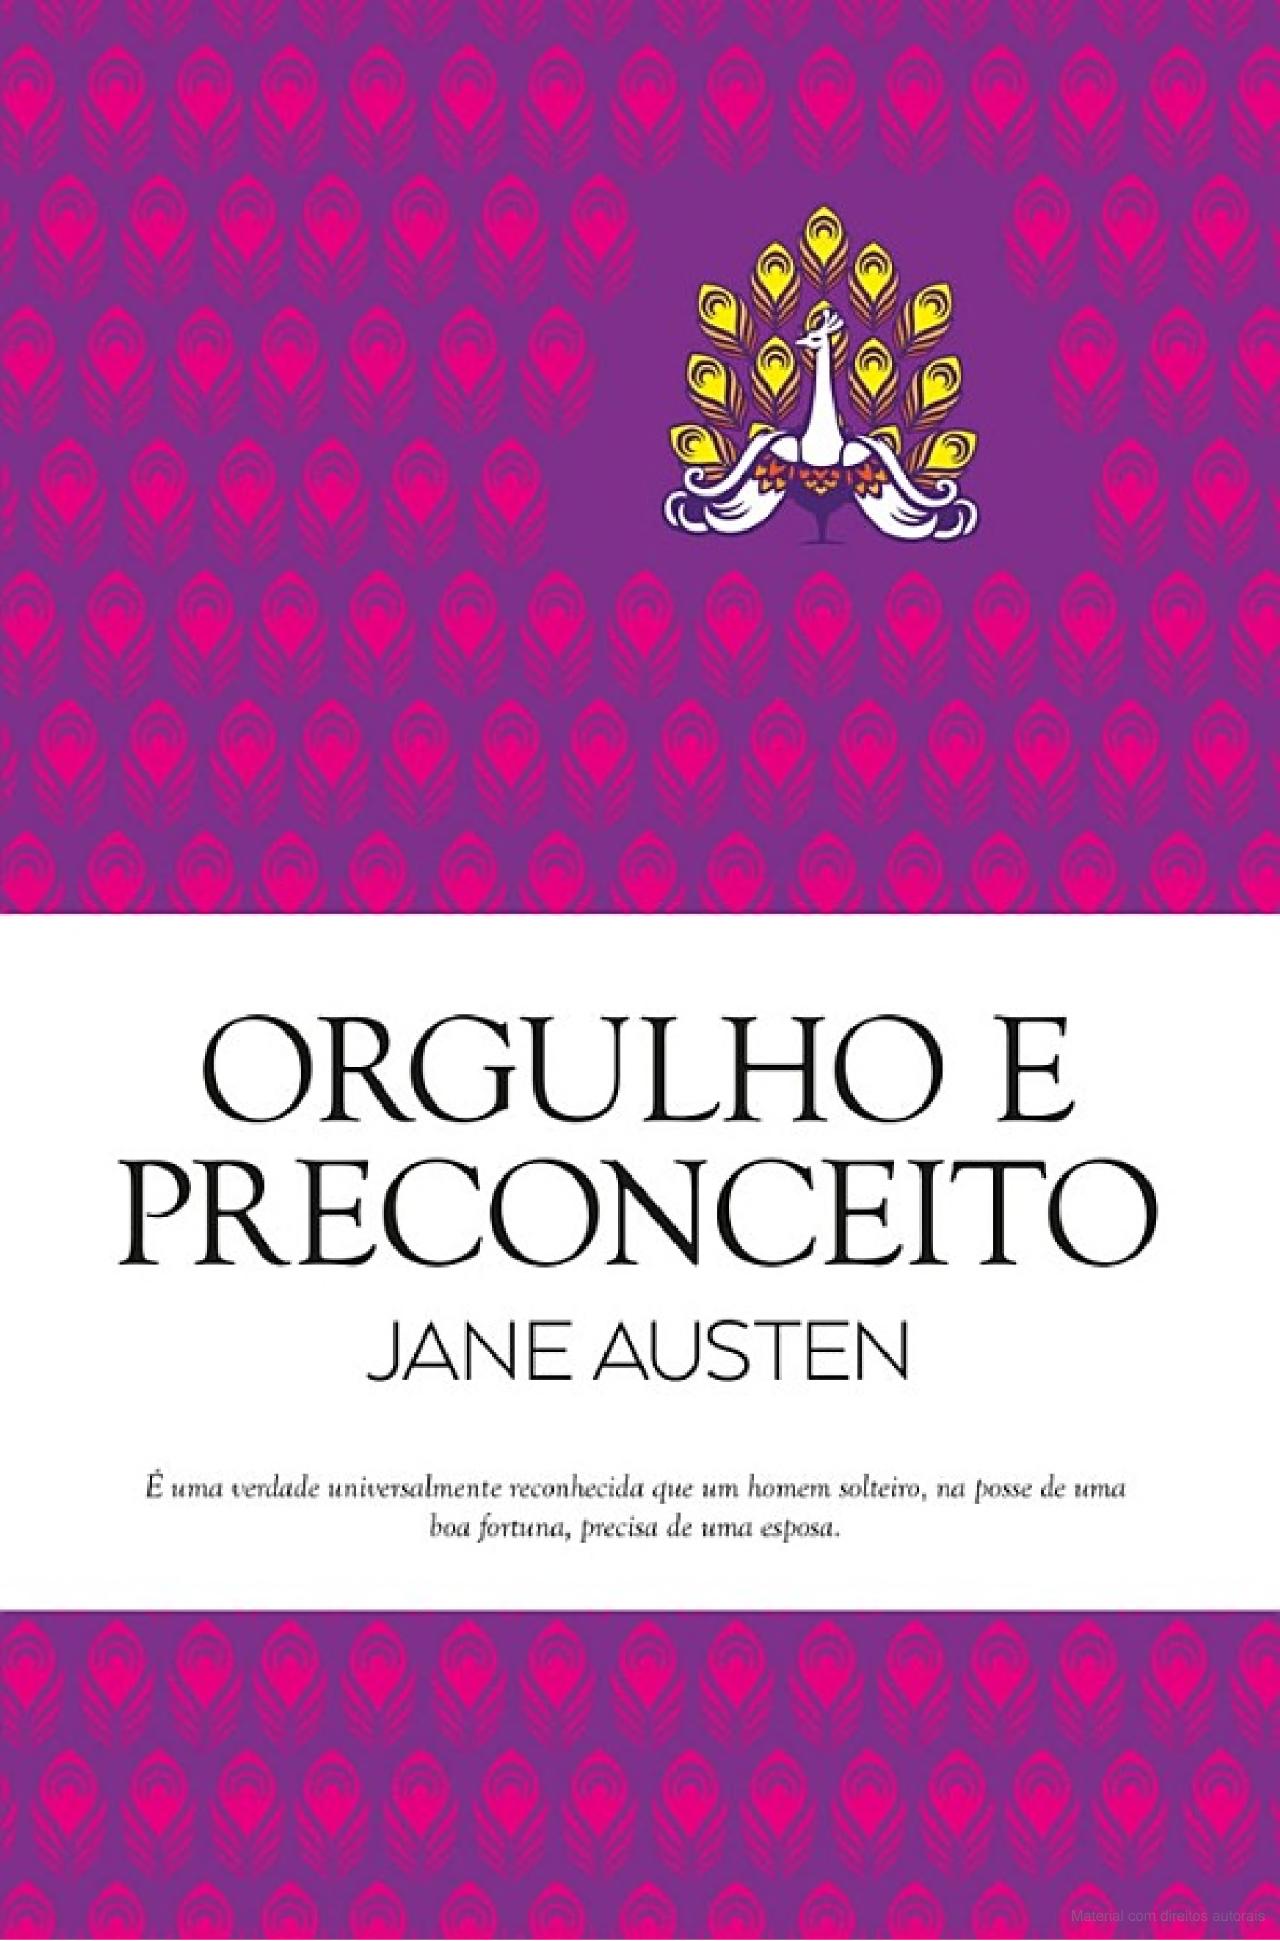 ORGULHO E
PRECONCEITO
JANE AUSTEN
É uma verdade universalmente reconhecida que um homem solteiro, na posse de uma
boa fortuna, precisa de uma esposa.
Material com direitos autorais